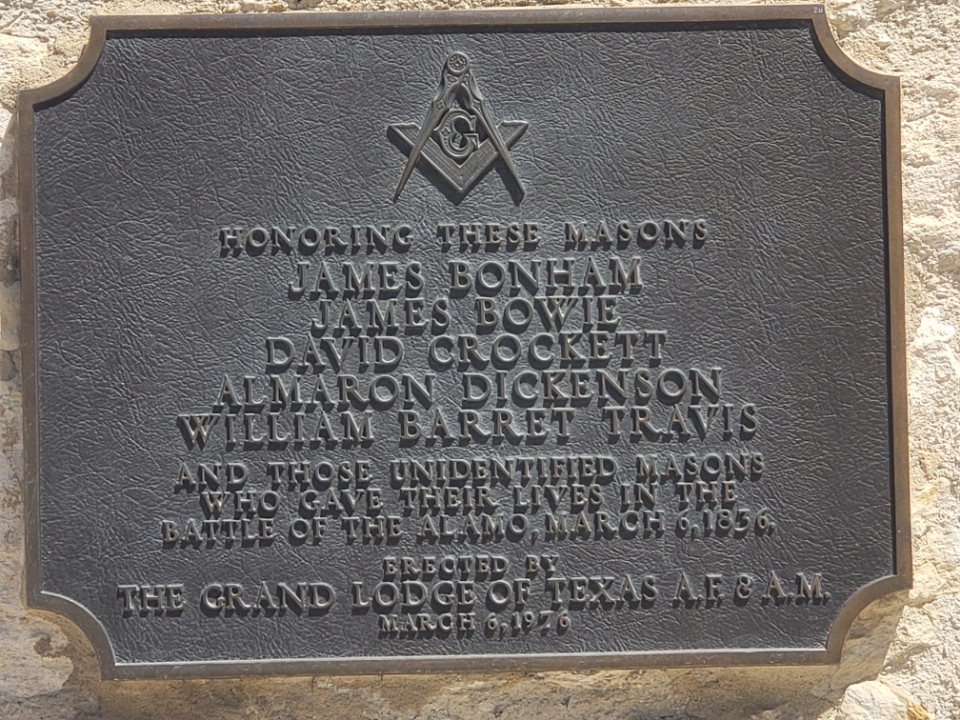 G
HONORING THESE MASONS
JAMES BONHAM
JAMES BOWIE
DAVID CROCKETT
ALMARON DICKENSON
WILLIAM BARRET TRAVIS
AND THOSE UNIDENTIFIED MASONS
WHO GAVE THEIR LIVES IN THE
BATTLE OF THE ALAMO, MARCH 6, 1836.
ERECTED BY
THE GRAND LODGE OF TEXAS A.F. & A.M.
MARCH 6, 1976